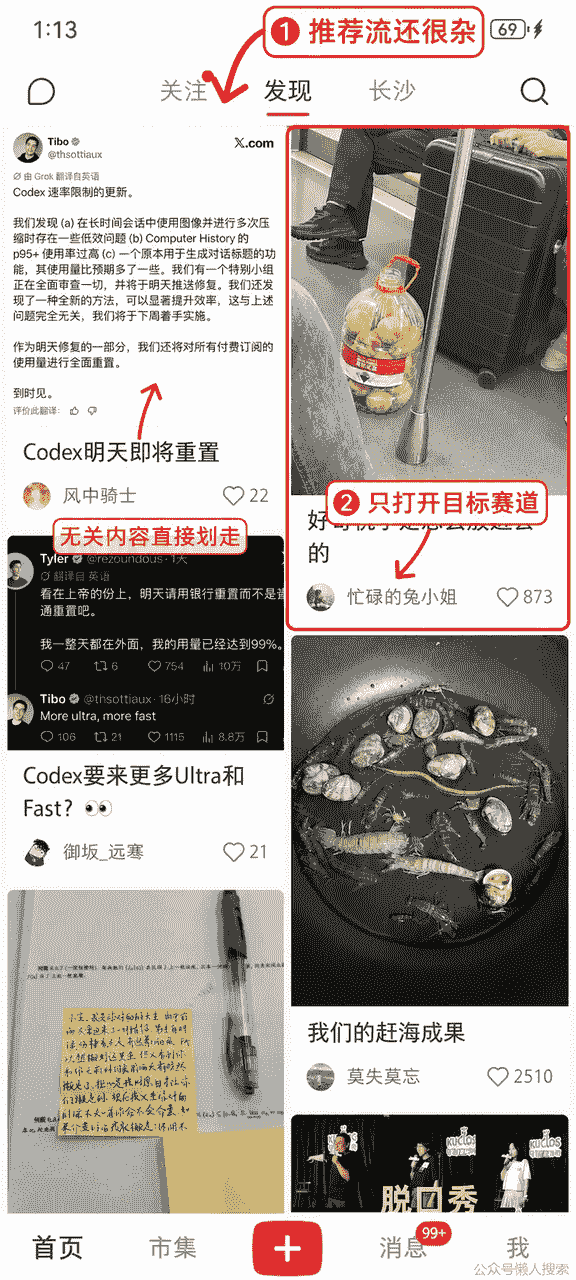 1:13
1 推荐流还很杂
69
关注
发现
长沙
Tibo
@thsottiaux
X.com
由 Grok 翻译自英语
Codex 速率限制的更新。
我们发现 (a) 在长时间会话中使用图像并进行多次压
缩时存在一些低效问题 (b) Computer History 的
p95+ 使用率过高 (c) 一个原本用于生成对话标题的功
能，其使用量比预期多了一些。我们有一个特别小组
正在全面审查一切，并将于明天推送修复。我们还发
现了一种全新的方法，可以显著提升效率，这与上述
问题完全无关，我们将于下周着手实施。
作为明天修复的一部分，我们还将对所有付费订阅的
使用量进行全面重置。
到时见。
评价此翻译：
Codex明天即将重置
风中骑士
22
2 只打开目标赛道
的
忙碌的兔小姐
873
无关内容直接划走
Tyler @rezoundous · 1天
翻译自 英语
看在上帝的份上，明天请用银行重置而不是普
通重置吧。
我一整天都在外面，我的用量已经达到99%。
47
6
754
10万
Tibo @thsottiaux · 16小时
More ultra, more fast
106
21
1115
8.8万
Codex要来更多Ultra和
Fast？👀
御坂_远寒
21
我们的赶海成果
莫失莫忘
2510
KUCLOS
脱口秀
首页
市集
消息
99+
我
公众号懒人搜索